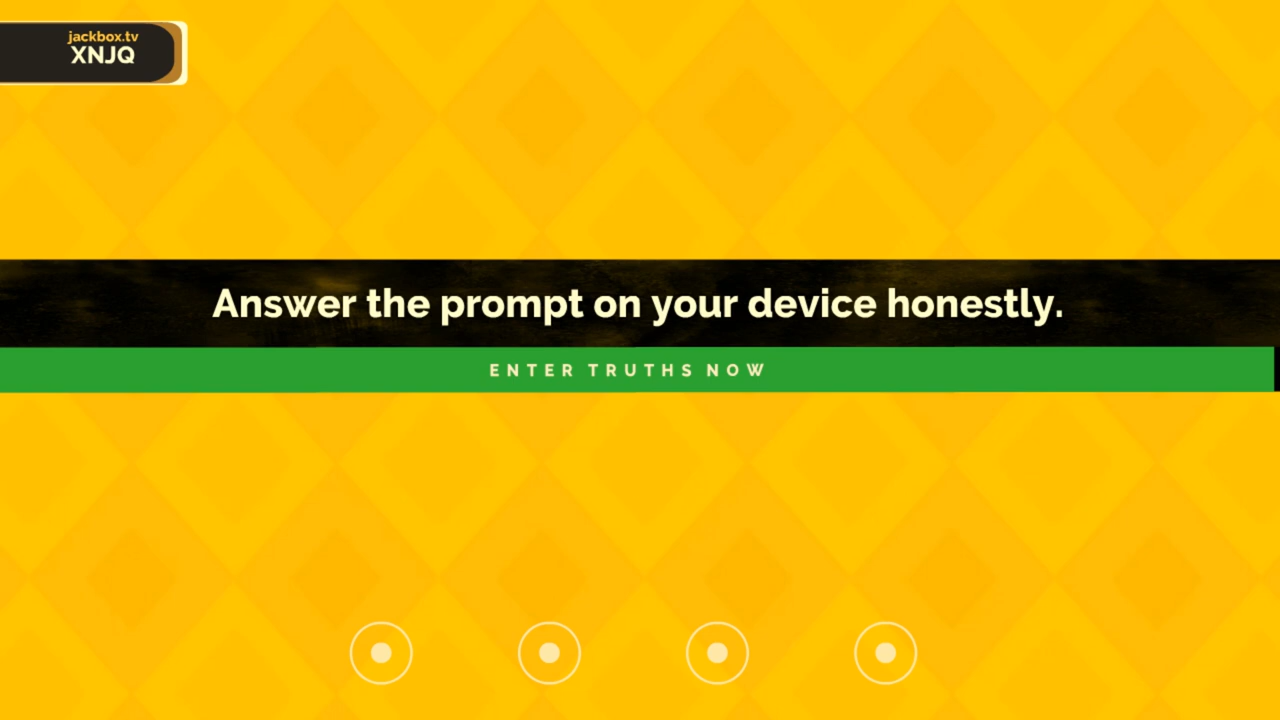 jackbox.tv
XNJQ
Answer the prompt on your device honestly.
ENTER TRUTHS NOW